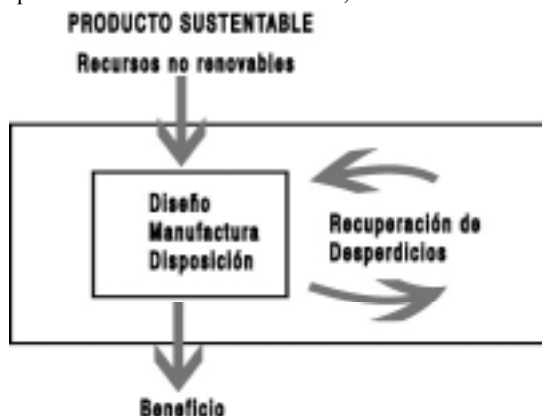 PRODUCTO SUSTENTABLE
Recursos no renovables
Diseño
Manufactura
Disposición
Recuperación de
Desperdicios
Beneficio